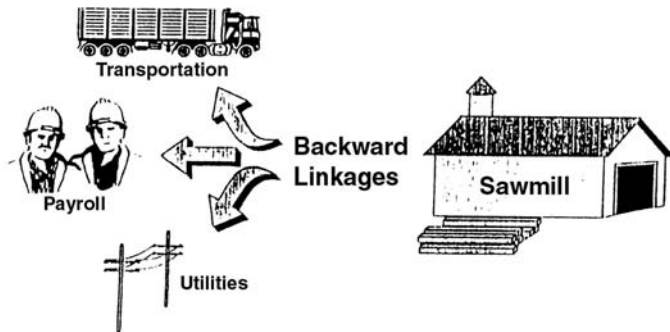 Transportation
Backward
Linkages
Sawmill
Payroll
Utilities